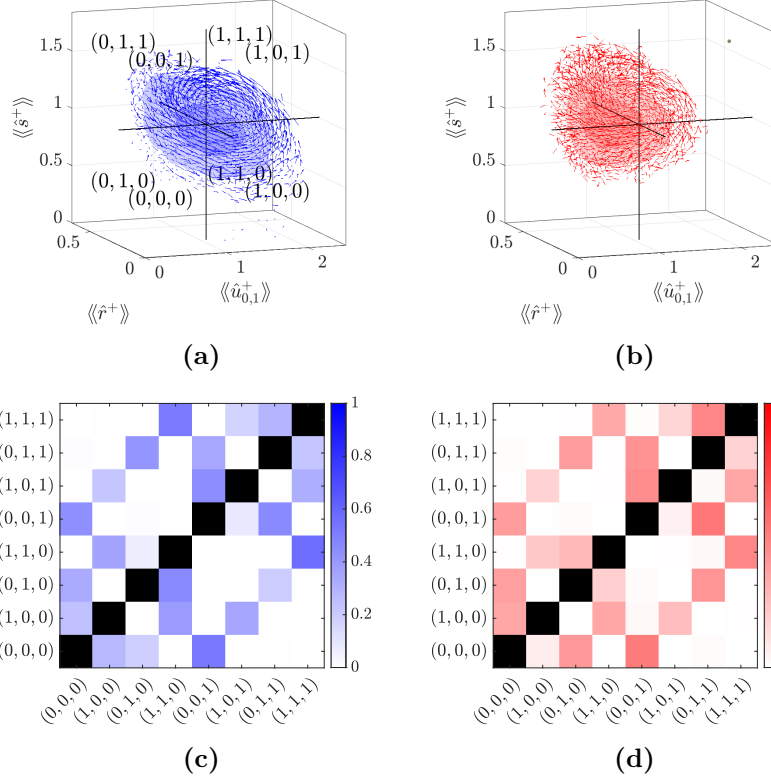 1.5
1
0.5
0
0.5
0
0
1
2
⟪ŝ⁺⟫
⟪r̂⁺⟫
⟪û⁺₀,₁⟫
(0, 1, 1)
(0, 0, 1)
(1, 1, 1)
(1, 0, 1)
(0, 1, 0)
(0, 0, 0)
(1, 1, 0)
(1, 0, 0)
(a)
1.5
1
0.5
0
0.5
0
0
1
2
⟪ŝ⁺⟫
⟪r̂⁺⟫
⟪û⁺₀,₁⟫
(b)
(1, 1, 1)
(0, 1, 1)
(1, 0, 1)
(0, 0, 1)
(1, 1, 0)
(0, 1, 0)
(1, 0, 0)
(0, 0, 0)
(0, 0, 0)
(1, 0, 0)
(0, 1, 0)
(1, 1, 0)
(0, 0, 1)
(1, 0, 1)
(0, 1, 1)
(1, 1, 1)
1
0.8
0.6
0.4
0.2
0
(c)
(1, 1, 1)
(0, 1, 1)
(1, 0, 1)
(0, 0, 1)
(1, 1, 0)
(0, 1, 0)
(1, 0, 0)
(0, 0, 0)
(0, 0, 0)
(1, 0, 0)
(0, 1, 0)
(1, 1, 0)
(0, 0, 1)
(1, 0, 1)
(0, 1, 1)
(1, 1, 1)
(d)